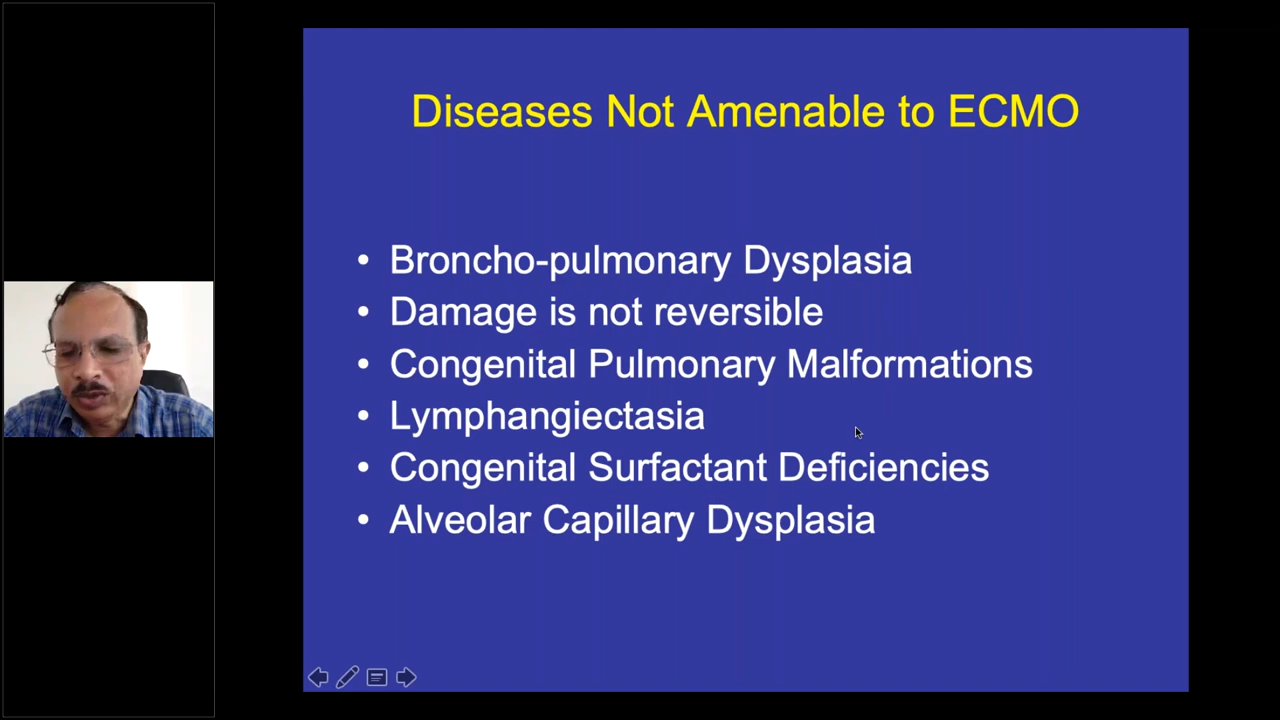 Diseases Not Amenable to ECMO
• Broncho-pulmonary Dysplasia
• Damage is not reversible
• Congenital Pulmonary Malformations
• Lymphangiectasia
• Congenital Surfactant Deficiencies
• Alveolar Capillary Dysplasia